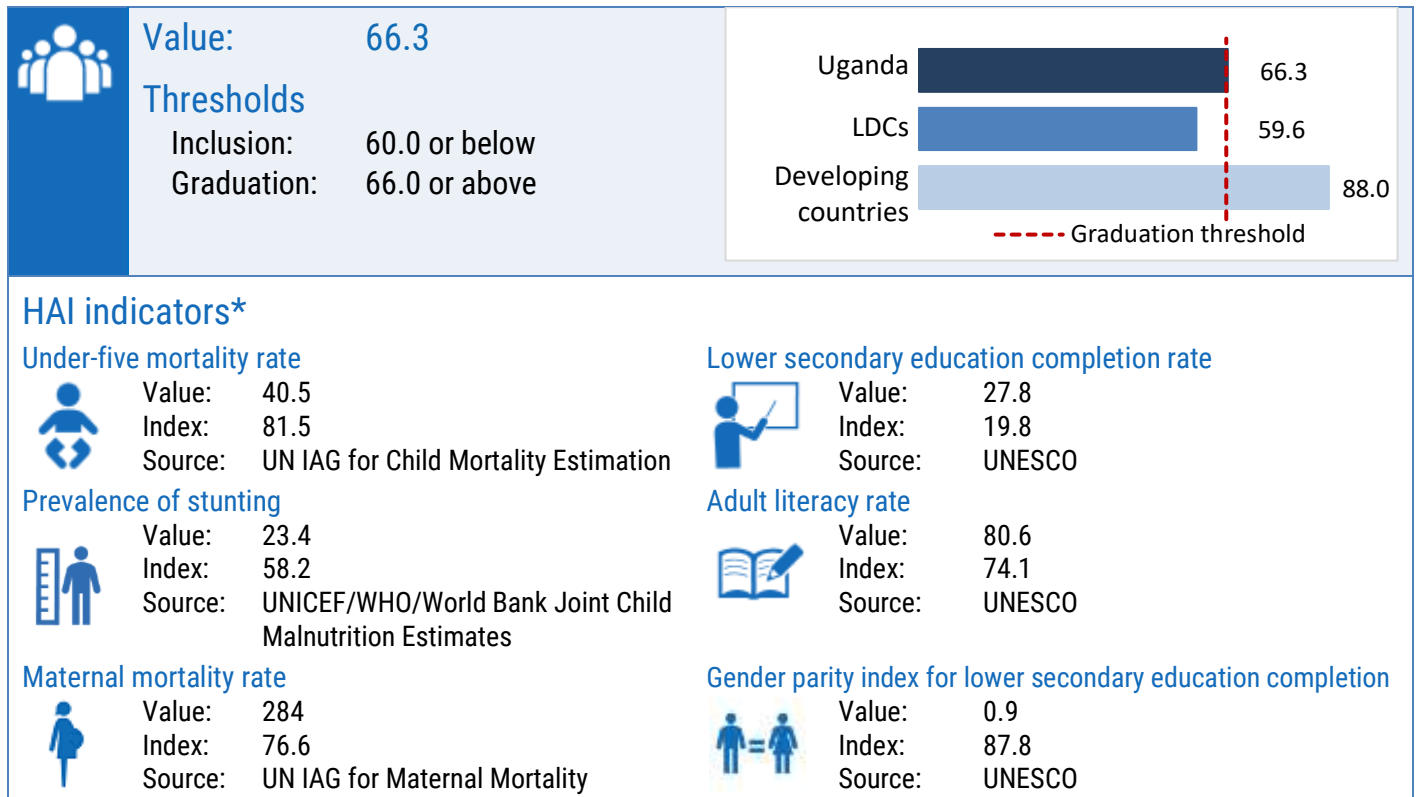 Value: 66.3
Thresholds
Inclusion: 60.0 or below
Graduation: 66.0 or above
Uganda 66.3
LDCs 59.6
Developing
countries 88.0
Graduation threshold
HAI indicators*
Under-five mortality rate
Value: 40.5
Index: 81.5
Source: UN IAG for Child Mortality Estimation
Prevalence of stunting
Value: 23.4
Index: 58.2
Source: UNICEF/WHO/World Bank Joint Child
Malnutrition Estimates
Maternal mortality rate
Value: 284
Index: 76.6
Source: UN IAG for Maternal Mortality
Lower secondary education completion rate
Value: 27.8
Index: 19.8
Source: UNESCO
Adult literacy rate
Value: 80.6
Index: 74.1
Source: UNESCO
Gender parity index for lower secondary education completion
Value: 0.9
Index: 87.8
Source: UNESCO